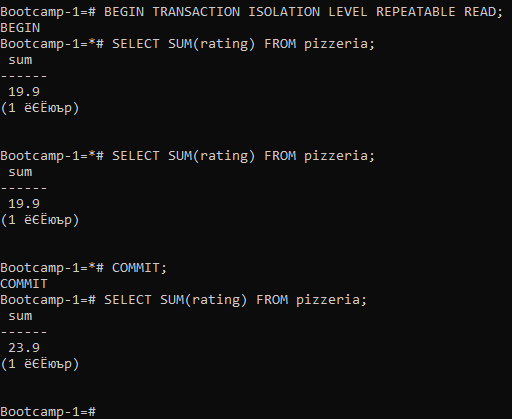 Bootcamp-1=# BEGIN TRANSACTION ISOLATION LEVEL REPEATABLE READ;
BEGIN
Bootcamp-1=*# SELECT SUM(rating) FROM pizzeria;
 sum
------
 19.9
(1 ёЄЁюър)
Bootcamp-1=*# SELECT SUM(rating) FROM pizzeria;
 sum
------
 19.9
(1 ёЄЁюър)
Bootcamp-1=*# COMMIT;
COMMIT
Bootcamp-1=# SELECT SUM(rating) FROM pizzeria;
 sum
------
 23.9
(1 ёЄЁюър)
Bootcamp-1=#